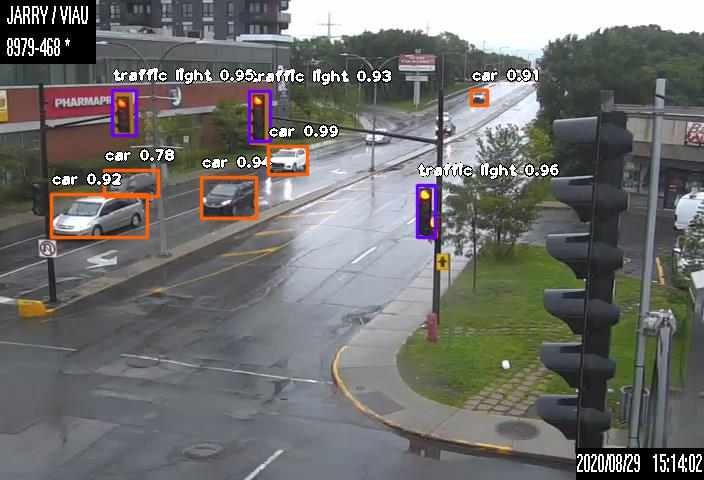 JARRY / VIAU
8979-468 *
traffic light 0.95
traffic light 0.93
car 0.91
PHARMAPR
car 0.99
car 0.78
car 0.94
car 0.92
traffic light 0.96
2020/08/29 15:14:02